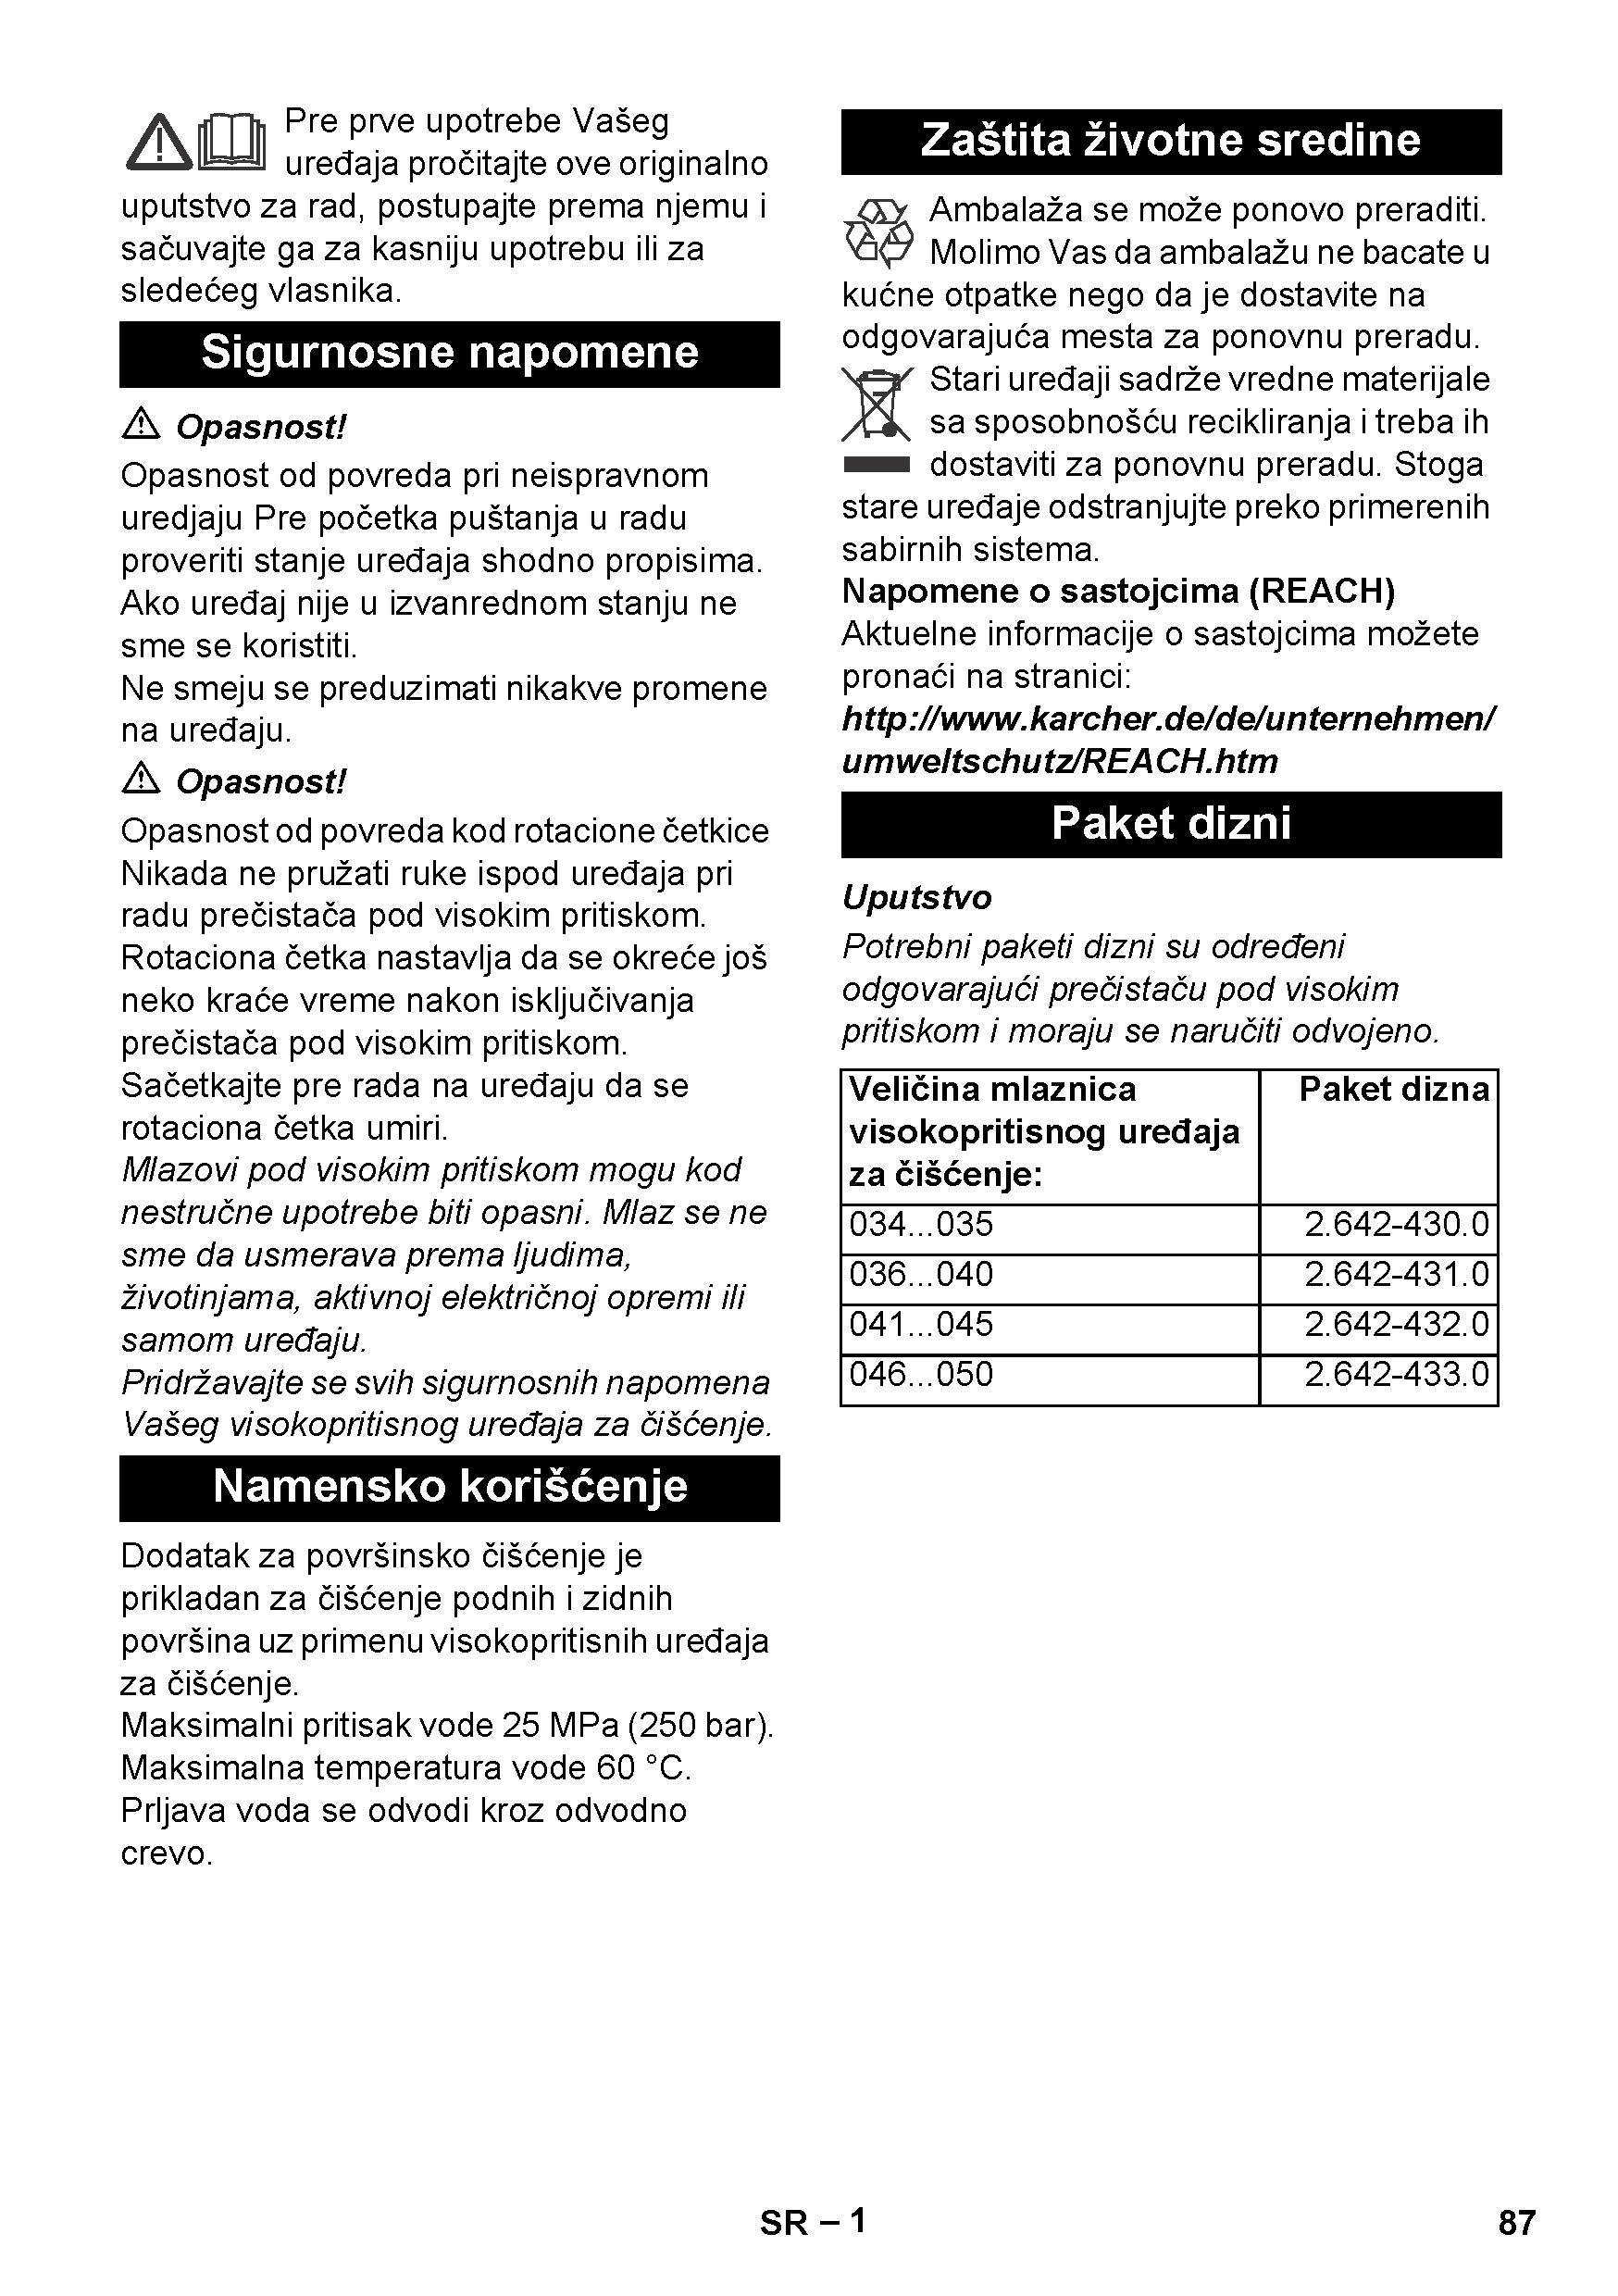 Pre prve upotrebe Vašeg
uređaja pročitajte ove originalno
uputstvo za rad, postupajte prema njemu i
sačuvajte ga za kasniju upotrebu ili za
sledećeg vlasnika.
Sigurnosne napomene
Opasnost!
Opasnost od povreda pri neispravnom
uredjaju Pre početka puštanja u radu
proveriti stanje uređaja shodno propisima.
Ako uređaj nije u izvanrednom stanju ne
sme se koristiti.
Ne smeju se preduzimati nikakve promene
na uređaju.
Opasnost!
Opasnost od povreda kod rotacione četkice
Nikada ne pružati ruke ispod uređaja pri
radu prečistača pod visokim pritiskom.
Rotaciona četka nastavlja da se okreće još
neko kraće vreme nakon isključivanja
prečistača pod visokim pritiskom.
Sačetkajte pre rada na uređaju da se
rotaciona četka umiri.
Mlazovi pod visokim pritiskom mogu kod
nestručne upotrebe biti opasni. Mlaz se ne
sme da usmerava prema ljudima,
životinjama, aktivnoj električnoj opremi ili
samom uređaju.
Pridržavajte se svih sigurnosnih napomena
Vašeg visokopritisnog uređaja za čišćenje.
Namensko korišćenje
Dodatak za površinsko čišćenje je
prikladan za čišćenje podnih i zidnih
površina uz primenu visokopritisnih uređaja
za čišćenje.
Maksimalni pritisak vode 25 MPa (250 bar).
Maksimalna temperatura vode 60 °C.
Prljava voda se odvodi kroz odvodno
crevo.
Zaštita životne sredine
Ambalaža se može ponovo preraditi.
Molimo Vas da ambalažu ne bacate u
kućne otpatke nego da je dostavite na
odgovarajuća mesta za ponovnu preradu.
Stari uređaji sadrže vredne materijale
sa sposobnošću recikliranja i treba ih
dostaviti za ponovnu preradu. Stoga
stare uređaje odstranjujte preko primerenih
sabirnih sistema.
Napomene o sastojcima (REACH)
Aktuelne informacije o sastojcima možete
pronaći na stranici:
http://www.karcher.de/de/unternehmen/
umweltschutz/REACH.htm
Paket dizni
Uputstvo
Potrebni paketi dizni su određeni
odgovarajući prečistaču pod visokim
pritiskom i moraju se naručiti odvojeno.
Veličina mlaznica Paket dizna
visokopritisnog uređaja
za čišćenje:
034...035 2.642-430.0
036...040 2.642-431.0
041...045 2.642-432.0
046...050 2.642-433.0
SR – 1 87